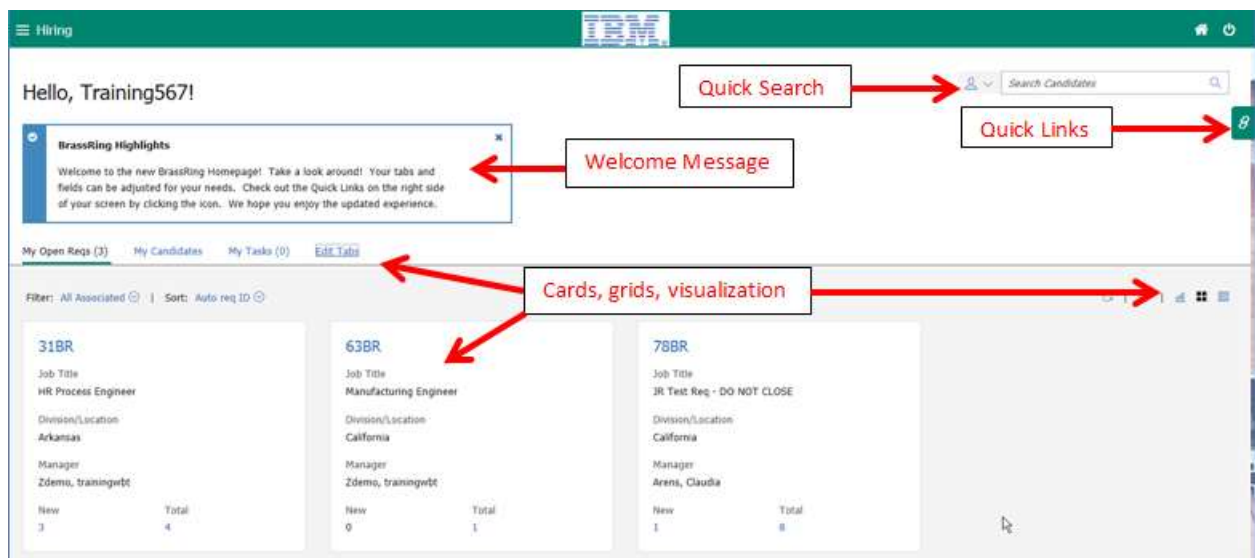 Hiring
IBM
Hello, Training567!
Quick Search
Search Candidates
Quick Links
BrassRing Highlights
Welcome to the new BrassRing Homepage! Take a look around! Your tabs and
fields can be adjusted for your needs. Check out the Quick Links on the right side
of your screen by clicking the icon. We hope you enjoy the updated experience.
Welcome Message
My Open Reqs (3) My Candidates My Tasks (0) Edit Tabs
Cards, grids, visualization
Filter: All Associated | Sort: Auto req ID
31BR 63BR 78BR
Job Title Job Title Job Title
HR Process Engineer Manufacturing Engineer JR Test Req - DO NOT CLOSE
Division/Location Division/Location Division/Location
Arkansas California California
Manager Manager Manager
Zdemo, trainingwbt Zdemo, trainingwbt Arens, Claudia
New Total New Total New Total
3 4 0 1 1 8